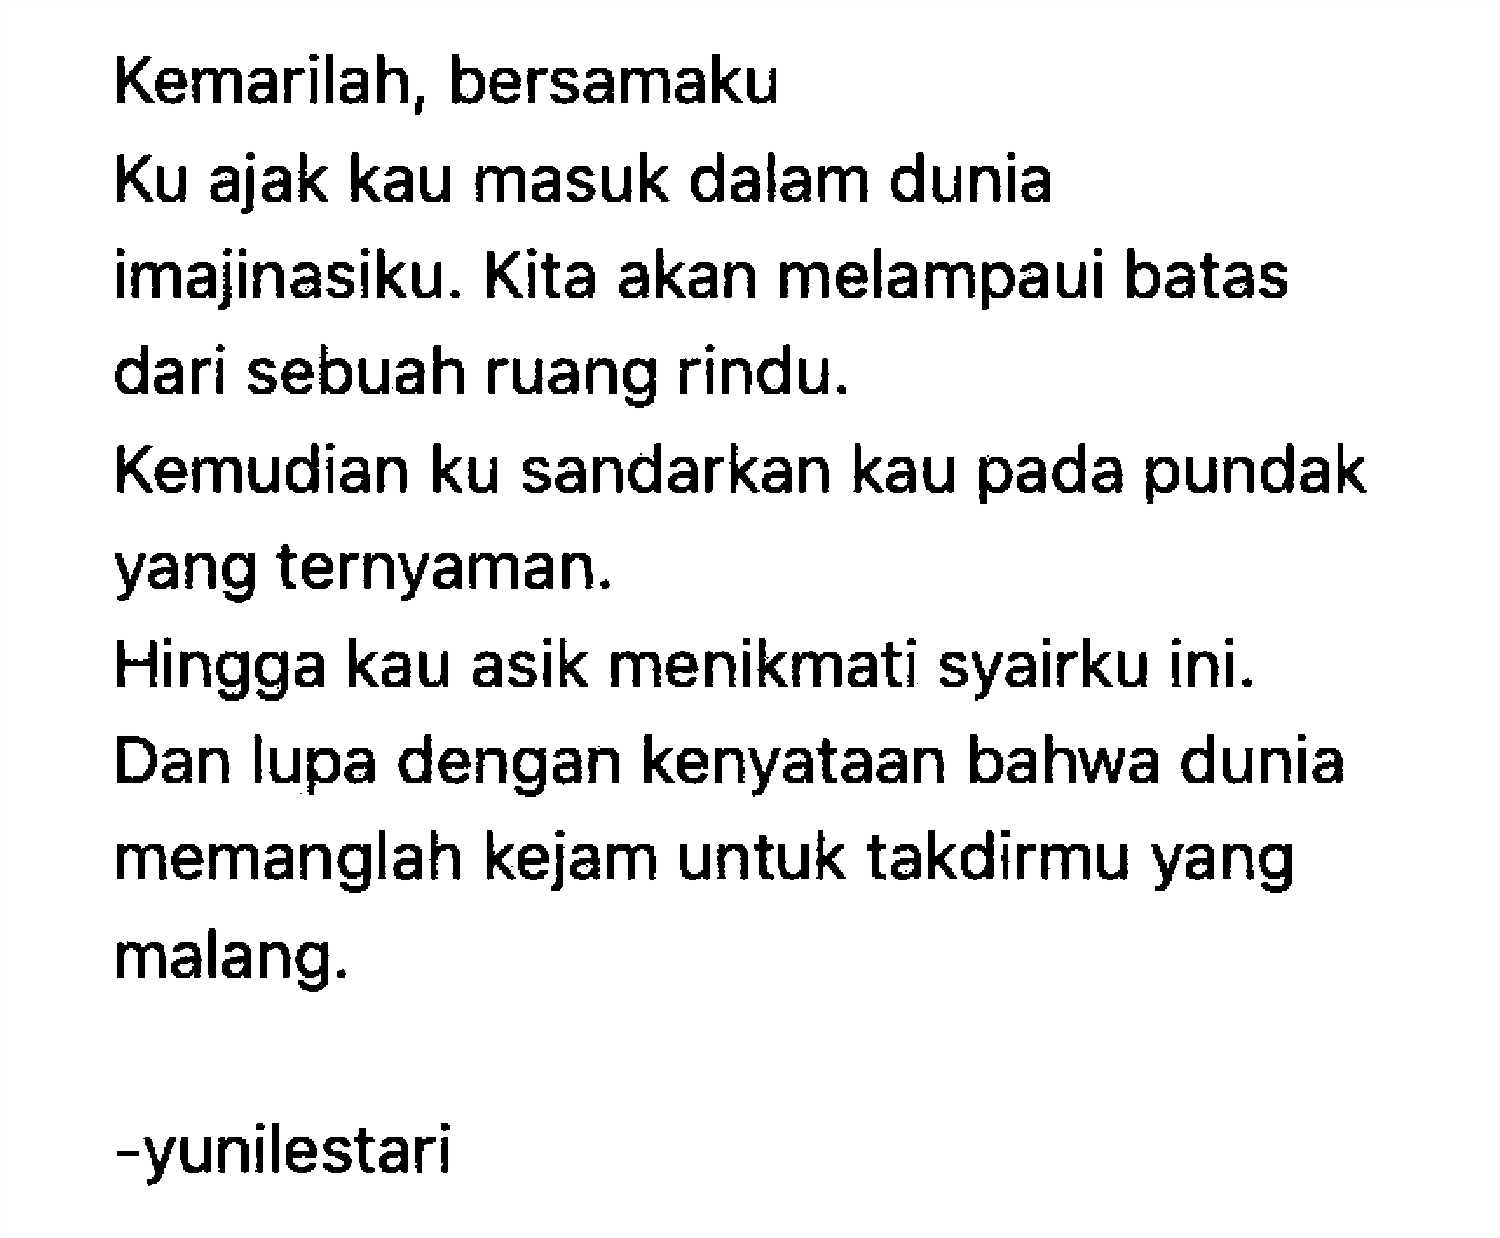 Kemarilah, bersamaku
Ku ajak kau masuk dalam dunia
imajinasiku. Kita akan melampaui batas
dari sebuah ruang rindu.
Kemudian ku sandarkan kau pada pundak
yang ternyaman.
Hingga kau asik menikmati syairku ini.
Dan lupa dengan kenyataan bahwa dunia
memanglah kejam untuk takdirmu yang
malang.
-yunilestari